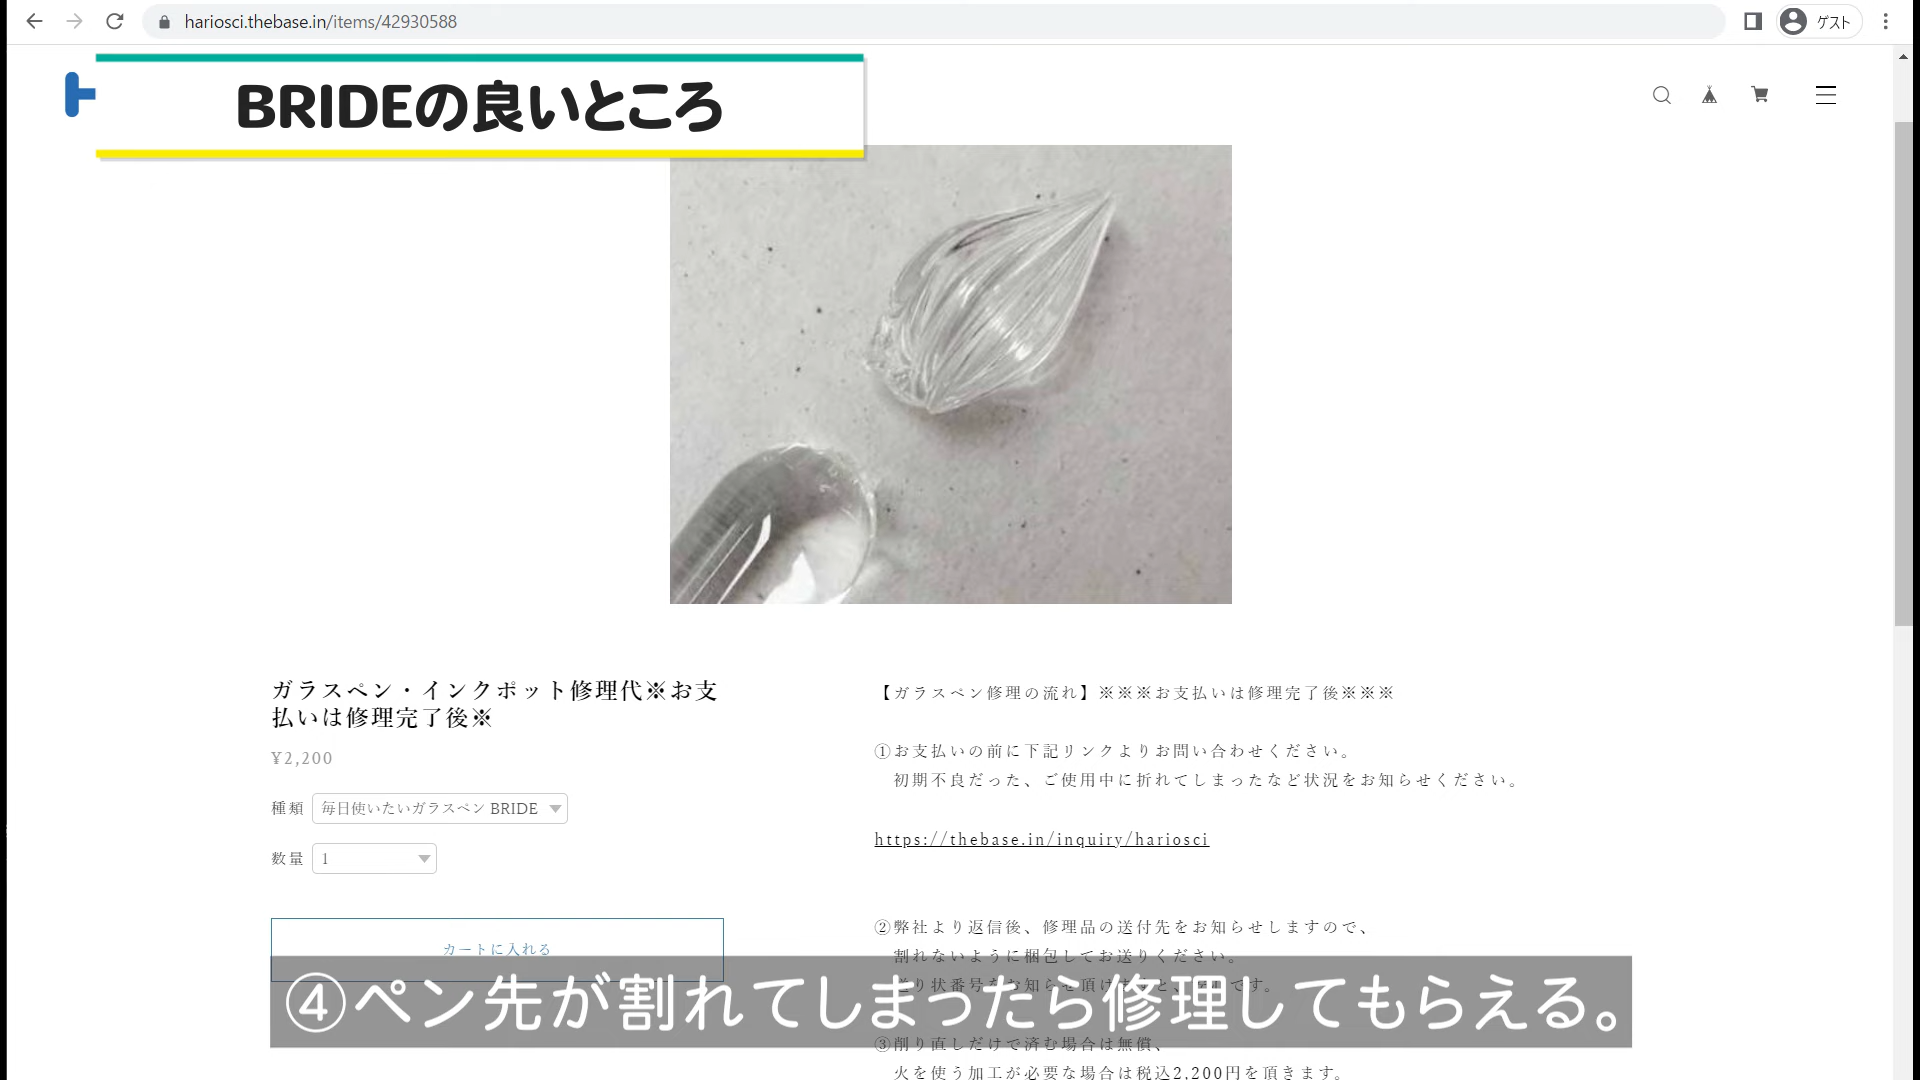 hariosci.thebase.in/items/42930588
ゲスト
BRIDEの良いところ
ガラスペン・インクポット修理代※お支
払いは修理完了後※
¥2,200
種類 毎日使いたいガラスペン BRIDE
数量 1
カートに入れる
【ガラスペン修理の流れ】※※※お支払いは修理完了後※※※
①お支払いの前に下記リンクよりお問い合わせください。
初期不良だった、ご使用中に折れてしまったなど状況をお知らせください。
https://thebase.in/inquiry/hariosci
②弊社より返信後、修理品の送付先をお知らせしますので、
割れないように梱包してお送りください。
④ペン先が割れてしまったら修理してもらえる。
③削り直しだけで済む場合は無償、
火を使う加工が必要な場合は税込2,200円を頂きます。